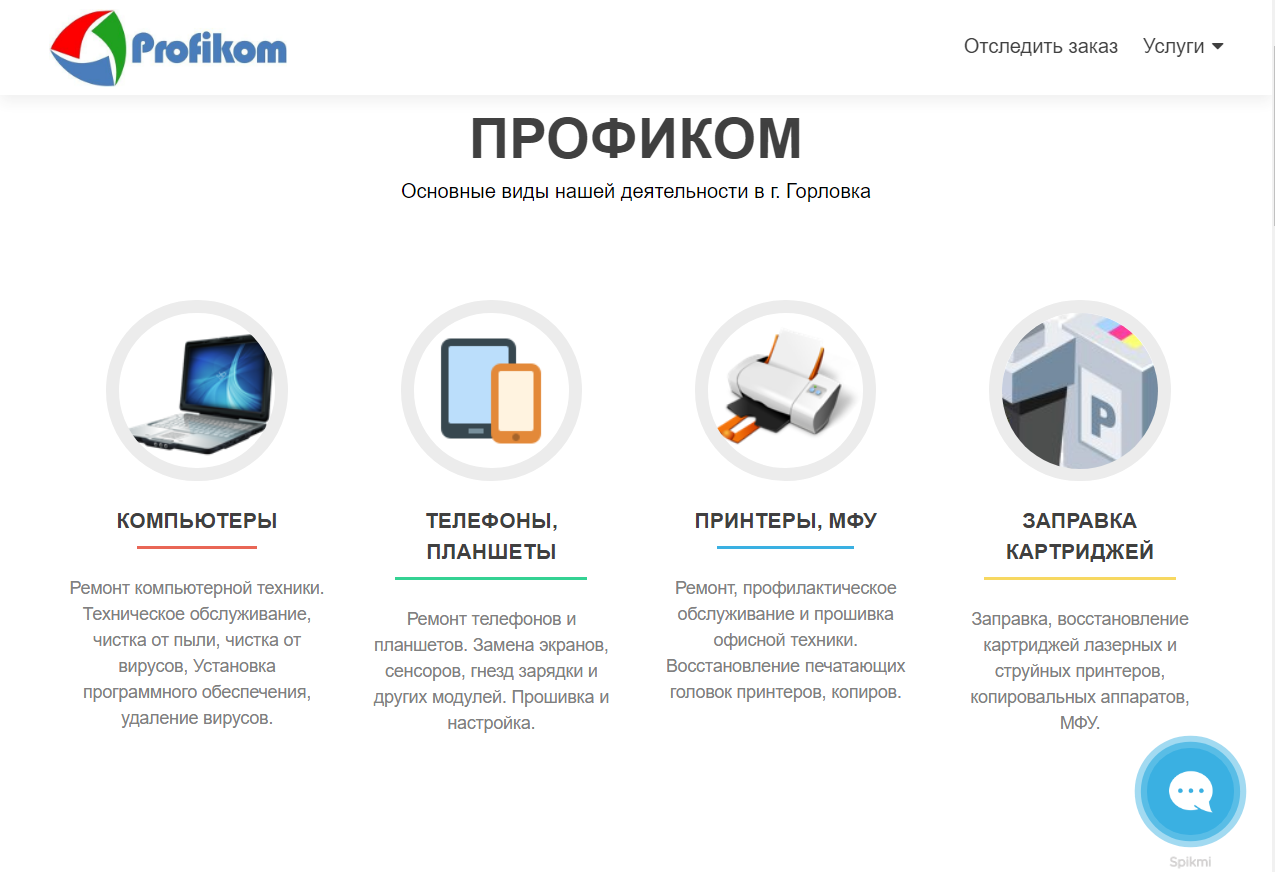 Profikom
Отследить заказ
Услуги
ПРОФИКОМ
Основные виды нашей деятельности в г. Горловка
P
КОМПЬЮТЕРЫ
Ремонт компьютерной техники.
Техническое обслуживание,
чистка от пыли, чистка от
вирусов, Установка
программного обеспечения,
удаление вирусов.
ТЕЛЕФОНЫ,
ПЛАНШЕТЫ
Ремонт телефонов и
планшетов. Замена экранов,
сенсоров, гнезд зарядки и
других модулей. Прошивка и
настройка.
ПРИНТЕРЫ, МФУ
Ремонт, профилактическое
обслуживание и прошивка
офисной техники.
Восстановление печатающих
головок принтеров, копиров.
ЗАПРАВКА
КАРТРИДЖЕЙ
Заправка, восстановление
картриджей лазерных и
струйных принтеров,
копировальных аппаратов,
МФУ.
Spikmi